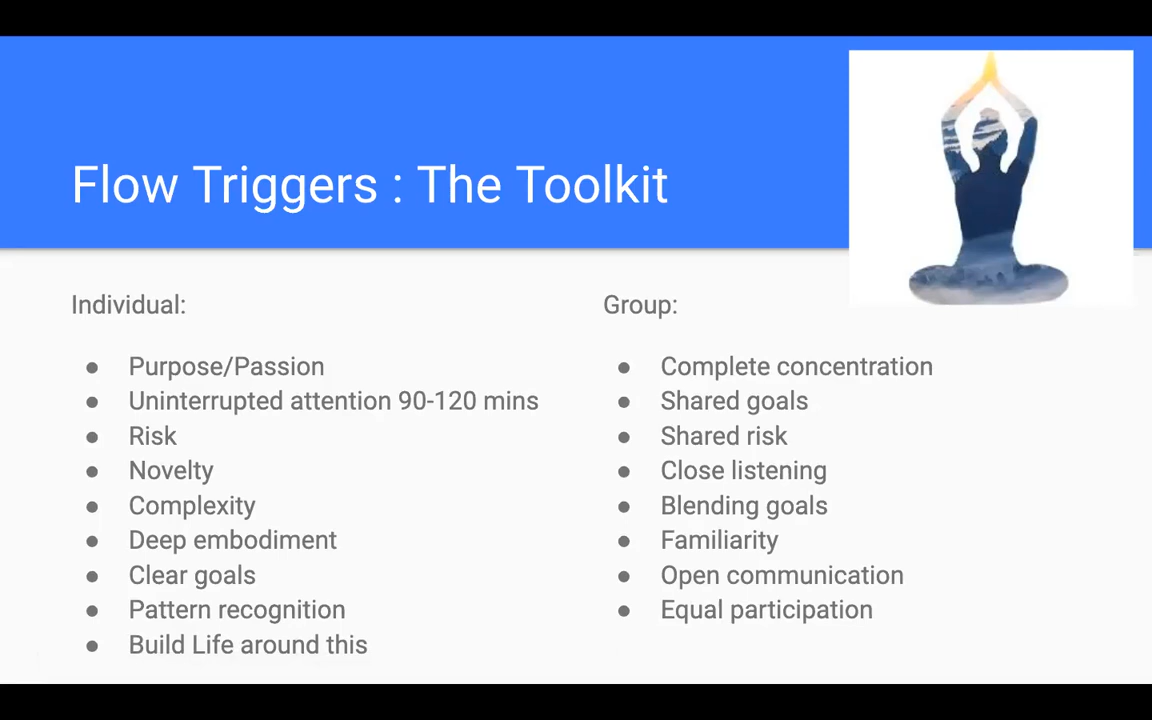 Flow Triggers : The Toolkit
Individual:
● Purpose/Passion
● Uninterrupted attention 90-120 mins
● Risk
● Novelty
● Complexity
● Deep embodiment
● Clear goals
● Pattern recognition
● Build Life around this
Group:
● Complete concentration
● Shared goals
● Shared risk
● Close listening
● Blending goals
● Familiarity
● Open communication
● Equal participation